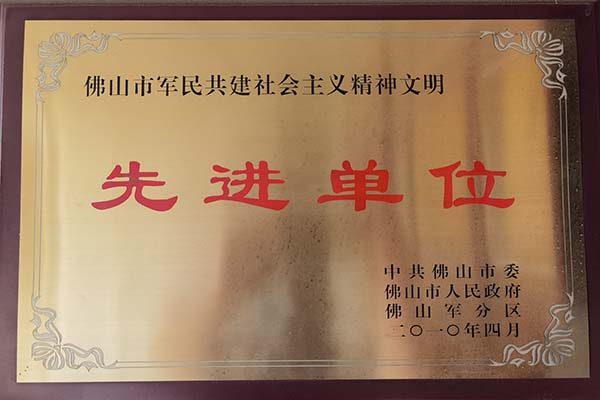 佛山市军民共建社会主义精神文明
先进单位
中共佛山市委
佛山市人民政府
佛山军分区
二〇一〇年四月